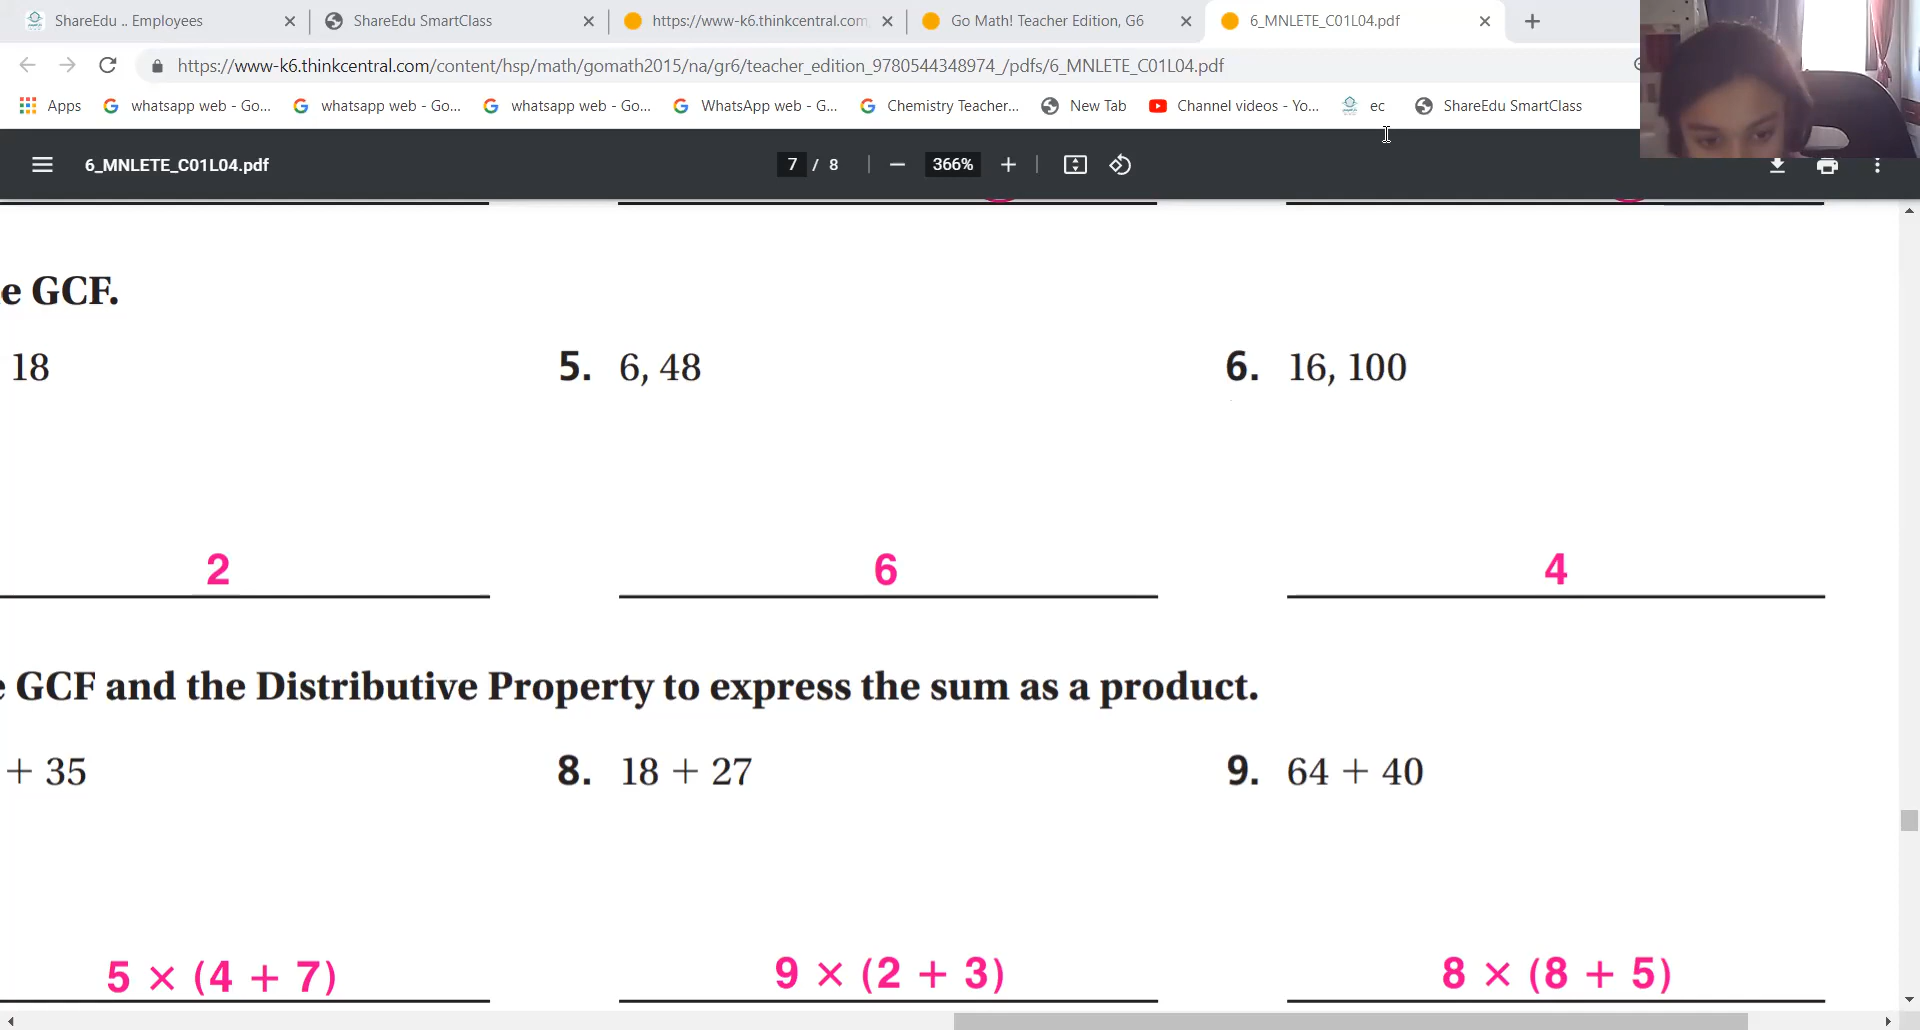 ShareEdu .. Employees
ShareEdu SmartClass
https://www-k6.thinkcentral.com
Go Math! Teacher Edition, G6
6_MNLETE_C01L04.pdf
https://www-k6.thinkcentral.com/content/hsp/math/gomath2015/na/gr6/teacher_edition_9780544348974_/pdfs/6_MNLETE_C01L04.pdf
Apps whatsapp web - Go... whatsapp web - Go... whatsapp web - Go... WhatsApp web - G... Chemistry Teacher... New Tab Channel videos - Yo... ec ShareEdu SmartClass
6_MNLETE_C01L04.pdf 7 / 8 — 366% +
e GCF.
18 5. 6, 48 6. 16, 100
2 6 4
e GCF and the Distributive Property to express the sum as a product.
+ 35 8. 18 + 27 9. 64 + 40
5 × (4 + 7) 9 × (2 + 3) 8 × (8 + 5)